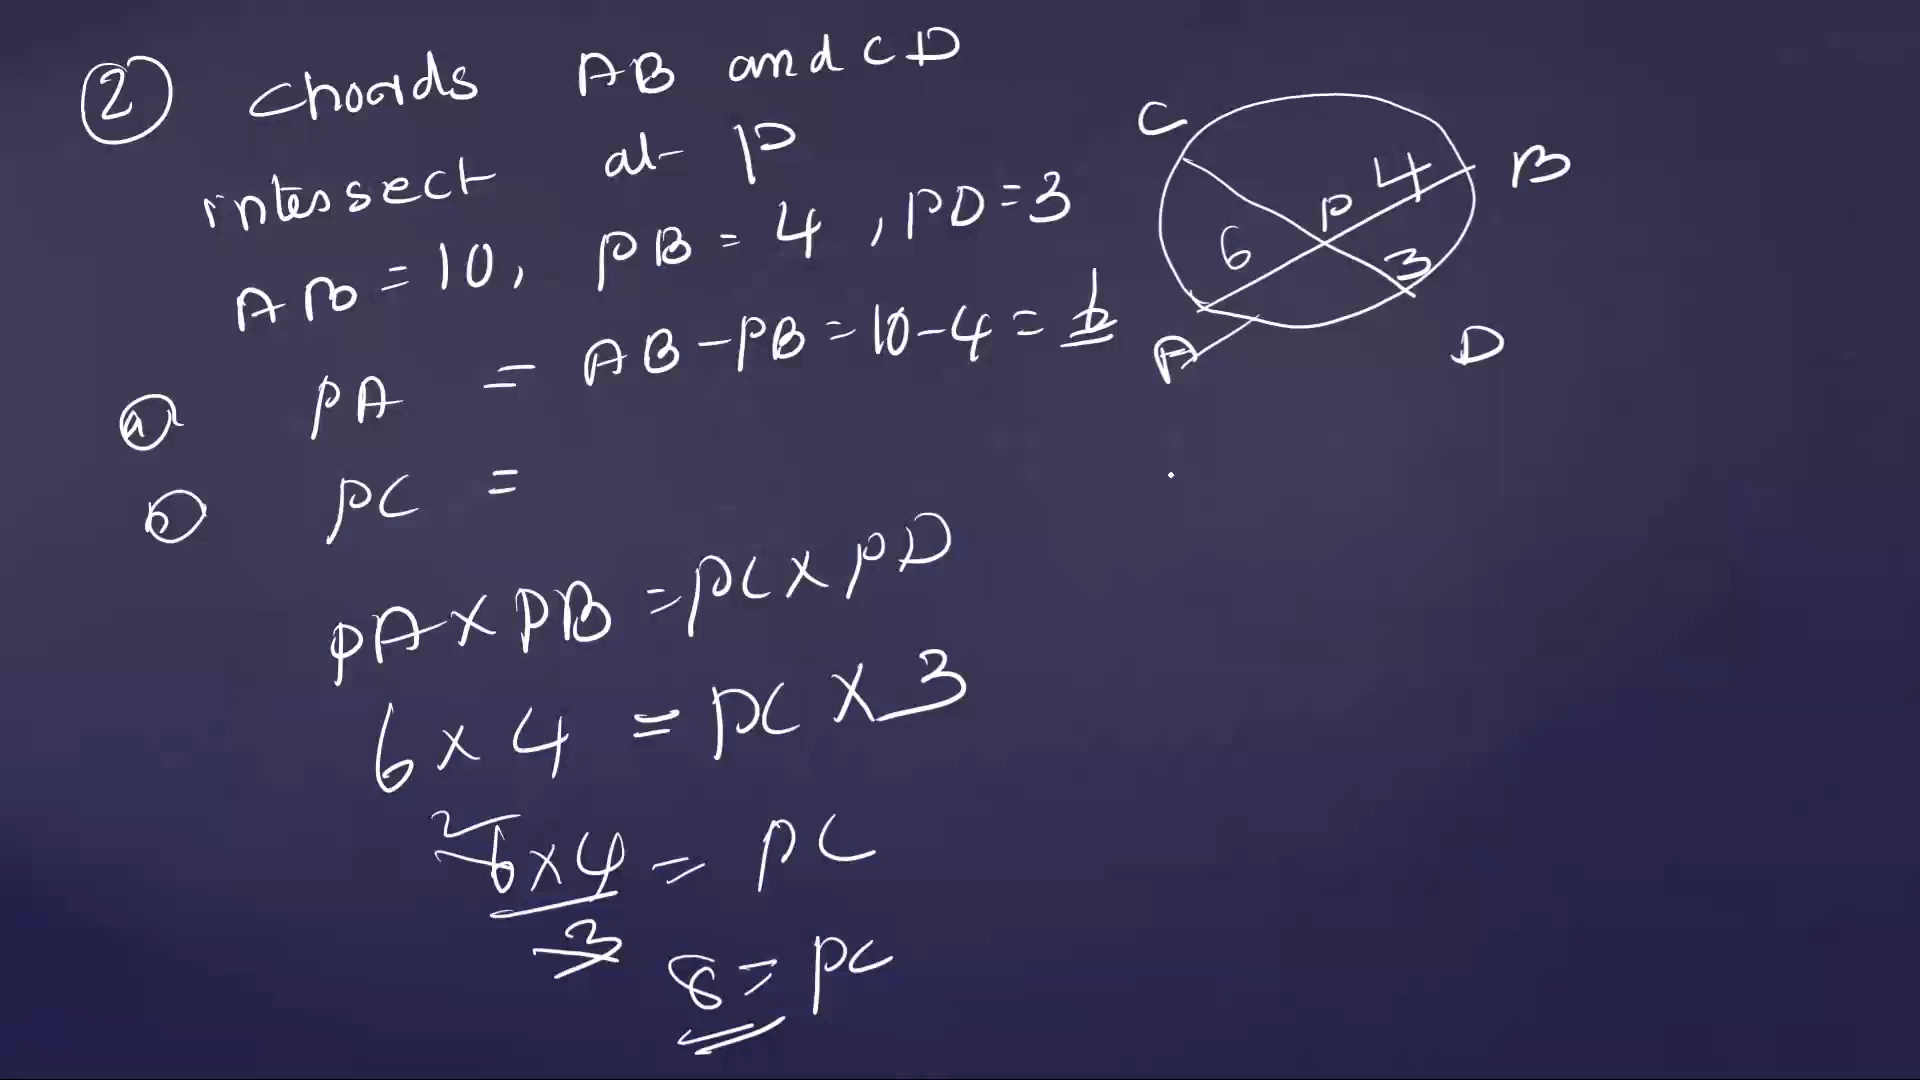 ② Chords AB and CD
intersect at P
AB = 10, PB = 4, PD = 3
ⓐ PA = AB - PB = 10 - 4 = 6
ⓑ PC =
PA × PB = PC × PD
6 × 4 = PC × 3
2
6 × 4 = PC
3
8 = PC
C
B
4
P
6
3
A
D